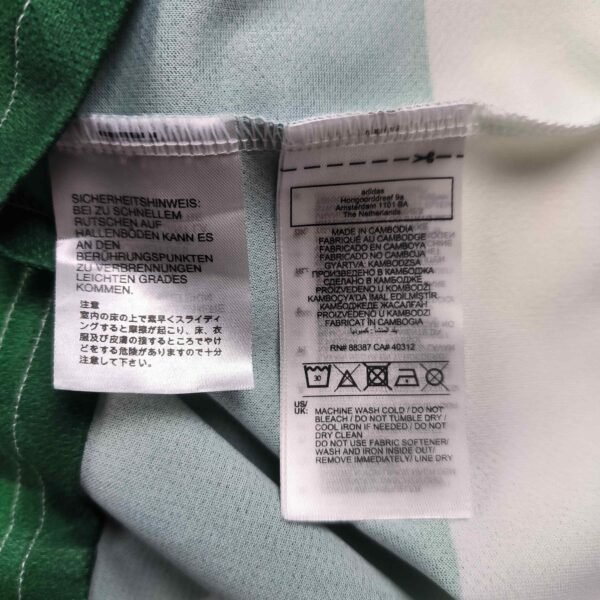 SICHERHEITSHINWEIS:
BEI ZU SCHNELLEM
RUTSCHEN AUF
HALLENBÖDEN KANN ES
AN DEN
BERÜHRUNGSPUNKTEN
ZU VERBRENNUNGEN
LEICHTEN GRADES
KOMMEN.
注意
室内の床の上で素早くスライディ
ングすると摩擦が起こり、床、衣
服及び皮膚の損するところでやけ
どをする危険がありますので十分
注意して下さい。
adidas
Hoogoorddreef 9a
Amsterdam 1101 BA
The Netherlands
MADE IN CAMBODIA
FABRIQUÉ AU CAMBODGE
FABRICADO EN CAMBOYA
FABRICADO NO CAMBOJA
GYÁRTVA: KAMBODZSA
ПРОИЗВЕДЕНО В КАМБОДЖА
СДЕЛАНО В КАМБОДЖЕ
PROIZVEDENO U KOMBODI
KAMBOÇYA'DA İMAL EDİLMİŞTİR
КАМБОДЖЕДЕ ЖАСАЛҒАН
PROIZVEDENO U KAMBODŽI
FABRICAT IN CAMBOGIA
RN# 88387 CA# 40312
30
US/
UK:
MACHINE WASH COLD / DO NOT
BLEACH / DO NOT TUMBLE DRY /
COOL IRON IF NEEDED / DO NOT
DRY CLEAN
DO NOT USE FABRIC SOFTENER/
WASH AND IRON INSIDE OUT/
REMOVE IMMEDIATELY/ LINE DRY